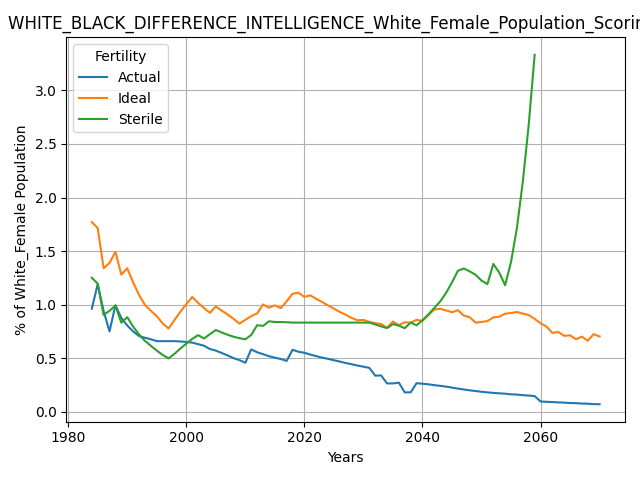 WHITE_BLACK_DIFFERENCE_INTELLIGENCE_White_Female_Population_Scorin
Fertility
Actual
Ideal
Sterile
3.0
2.5
2.0
1.5
1.0
0.5
0.0
% of White_Female Population
1980
2000
2020
2040
2060
Years